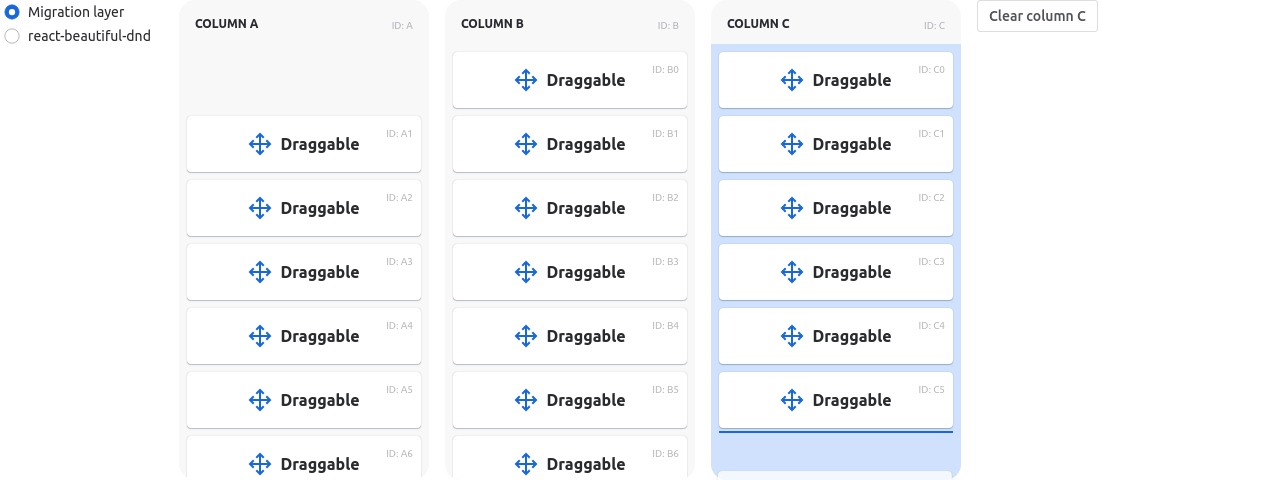 Migration layer
react-beautiful-dnd
COLUMN A
ID: A
ID: A1
Draggable
ID: A2
Draggable
ID: A3
Draggable
ID: A4
Draggable
ID: A5
Draggable
ID: A6
Draggable
COLUMN B
ID: B
ID: B0
Draggable
ID: B1
Draggable
ID: B2
Draggable
ID: B3
Draggable
ID: B4
Draggable
ID: B5
Draggable
ID: B6
Draggable
COLUMN C
ID: C
ID: C0
Draggable
ID: C1
Draggable
ID: C2
Draggable
ID: C3
Draggable
ID: C4
Draggable
ID: C5
Draggable
Clear column C